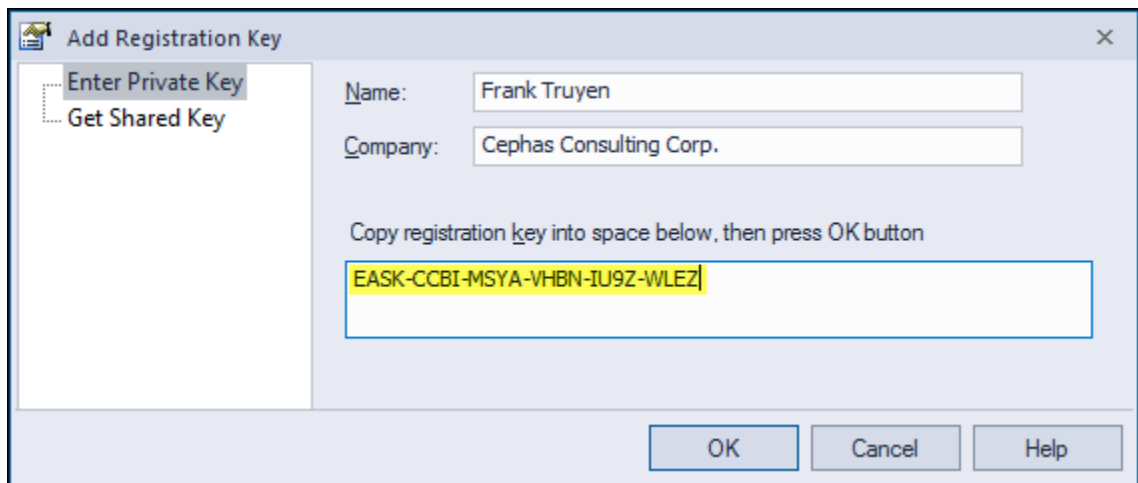 Add Registration Key
Enter Private Key
Get Shared Key
Name: Frank Truyen
Company: Cephas Consulting Corp.
Copy registration key into space below, then press OK button
EASK-CCBI-MSYA-VHBN-IU9Z-WLEZ
OK Cancel Help